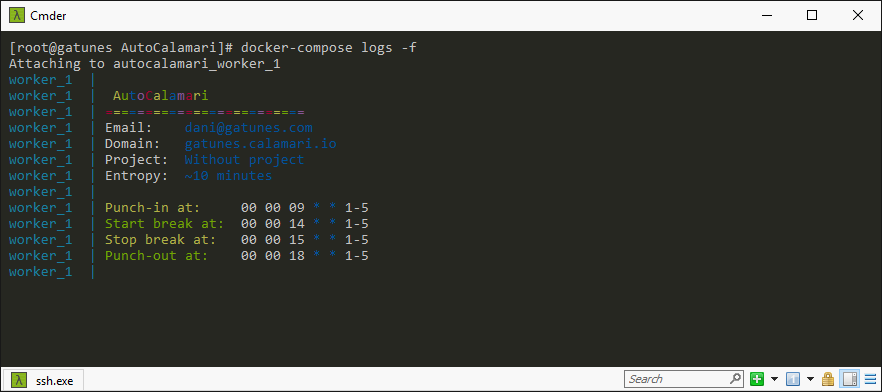 Cmder
[root@gatunes AutoCalamari]# docker-compose logs -f
Attaching to autocalamari_worker_1
worker_1  |
worker_1  |  AutoCalamari
worker_1  | =========================
worker_1  | Email:    dani@gatunes.com
worker_1  | Domain:   gatunes.calamari.io
worker_1  | Project:  Without project
worker_1  | Entropy:  ~10 minutes
worker_1  |
worker_1  | Punch-in at:     00 00 09 * * 1-5
worker_1  | Start break at:  00 00 14 * * 1-5
worker_1  | Stop break at:   00 00 15 * * 1-5
worker_1  | Punch-out at:    00 00 18 * * 1-5
worker_1  |
ssh.exe
Search